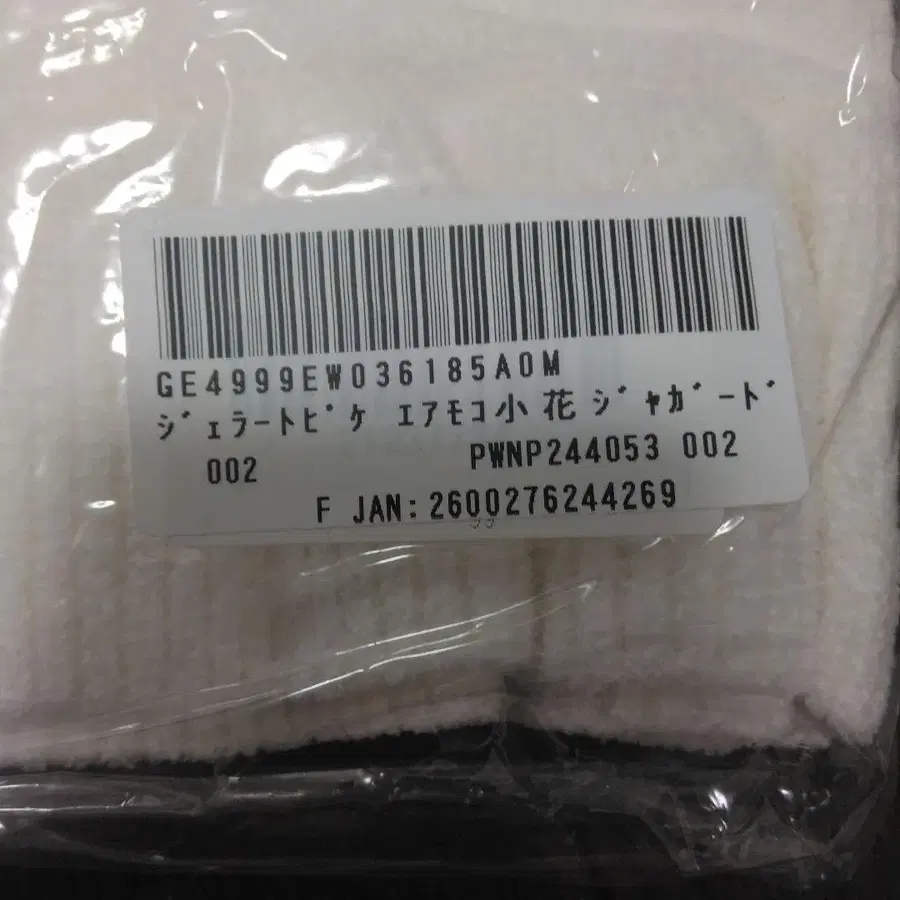 GE4999EW036185A0M
ｼﾞｪﾗｰﾄﾋﾟｹ ｴｱﾓｺ小花ｼﾞｬｶﾞｰﾄﾞ
002 PWNP244053 002
F JAN:2600276244269